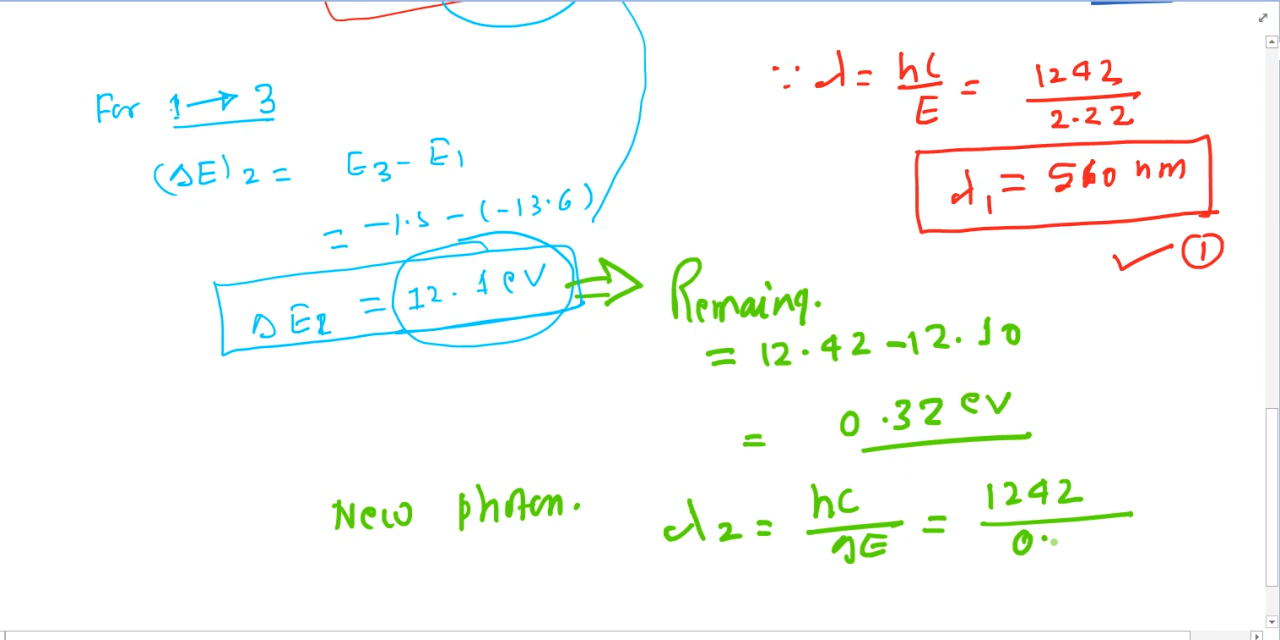 For 1 → 3
(ΔE)2 = E3 - E1
= -1.5 - (-13.6)
ΔE2 = 12.1 eV
∵ λ = hC/E = 1242/2.22
λ1 = 560 nm
✓ ①
⇒ Remaing.
= 12.42 - 12.10
= 0.32 eV
New photon. λ2 = hC/ΔE = 1242/0.